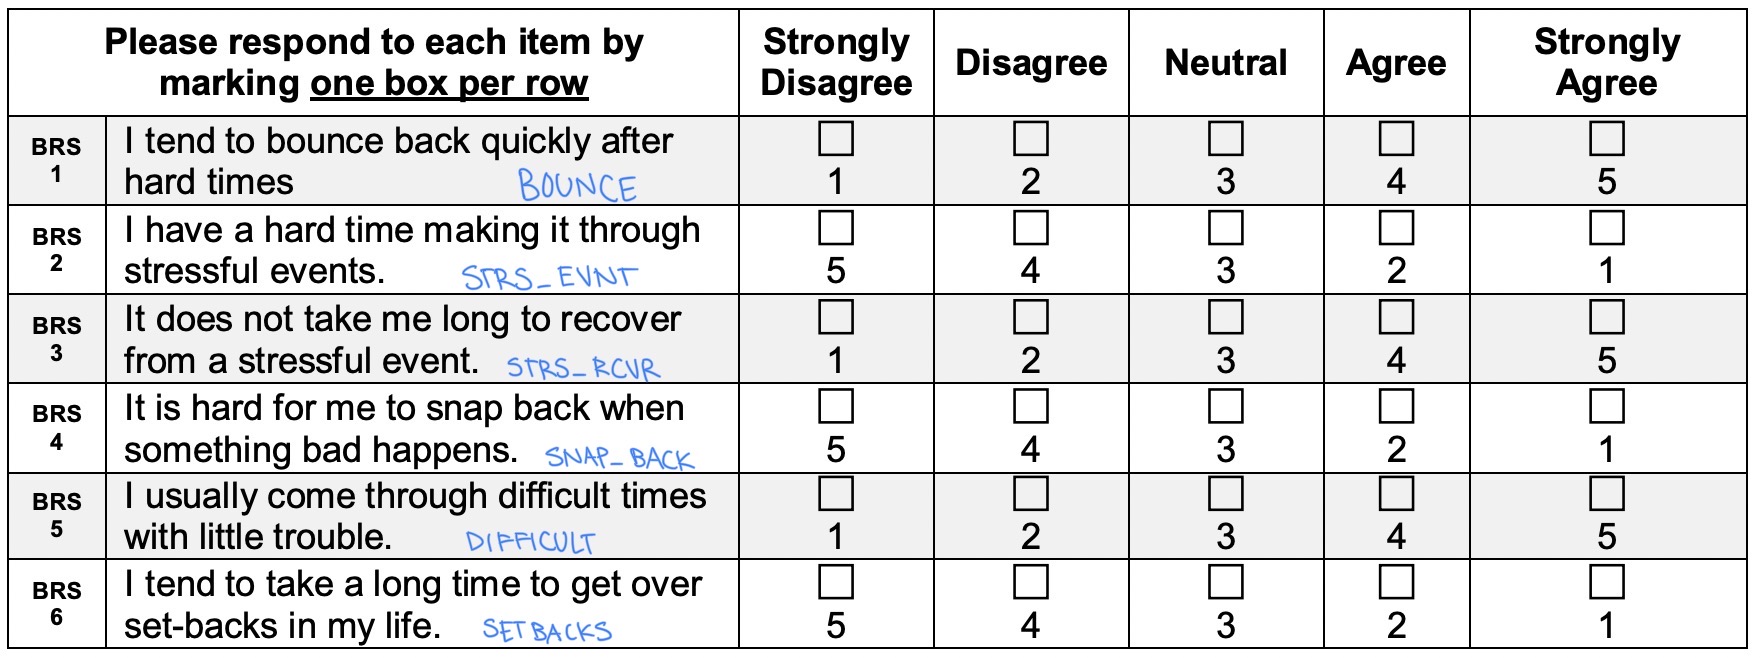 Please respond to each item by marking one box per row
Strongly Disagree
Disagree
Neutral
Agree
Strongly Agree
BRS 1
I tend to bounce back quickly after
hard times BOUNCE
1 2 3 4 5
BRS 2
I have a hard time making it through
stressful events. STRS_EVNT
5 4 3 2 1
BRS 3
It does not take me long to recover
from a stressful event. STRS_RCVR
1 2 3 4 5
BRS 4
It is hard for me to snap back when
something bad happens. SNAP_BACK
5 4 3 2 1
BRS 5
I usually come through difficult times
with little trouble. DIFFICULT
1 2 3 4 5
BRS 6
I tend to take a long time to get over
set-backs in my life. SETBACKS
5 4 3 2 1